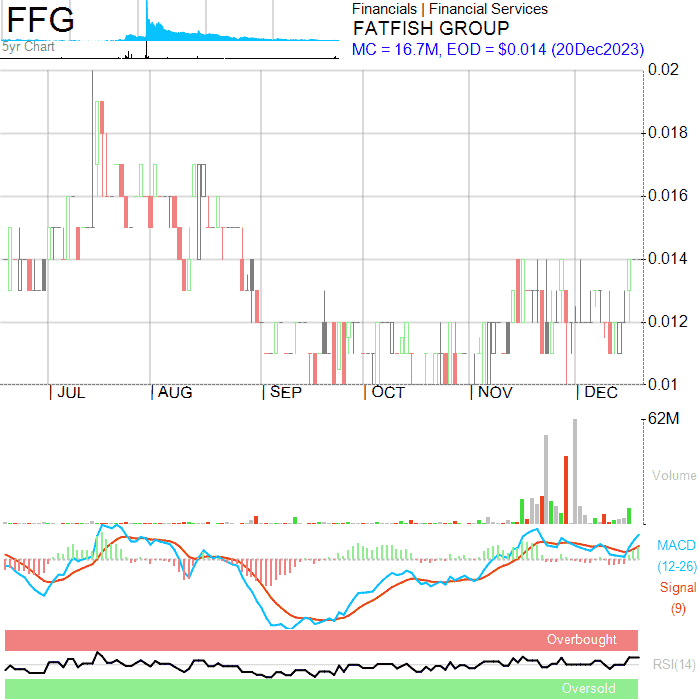 FFG
5yr Chart
Financials | Financial Services
FATFISH GROUP
MC = 16.7M, EOD = $0.014 (20Dec2023)
0.02
0.018
0.016
0.014
0.012
0.01
JUL
AUG
SEP
OCT
NOV
DEC
62M
Volume
MACD
(12-26)
Signal
(9)
Overbought
RSI(14)
Oversold